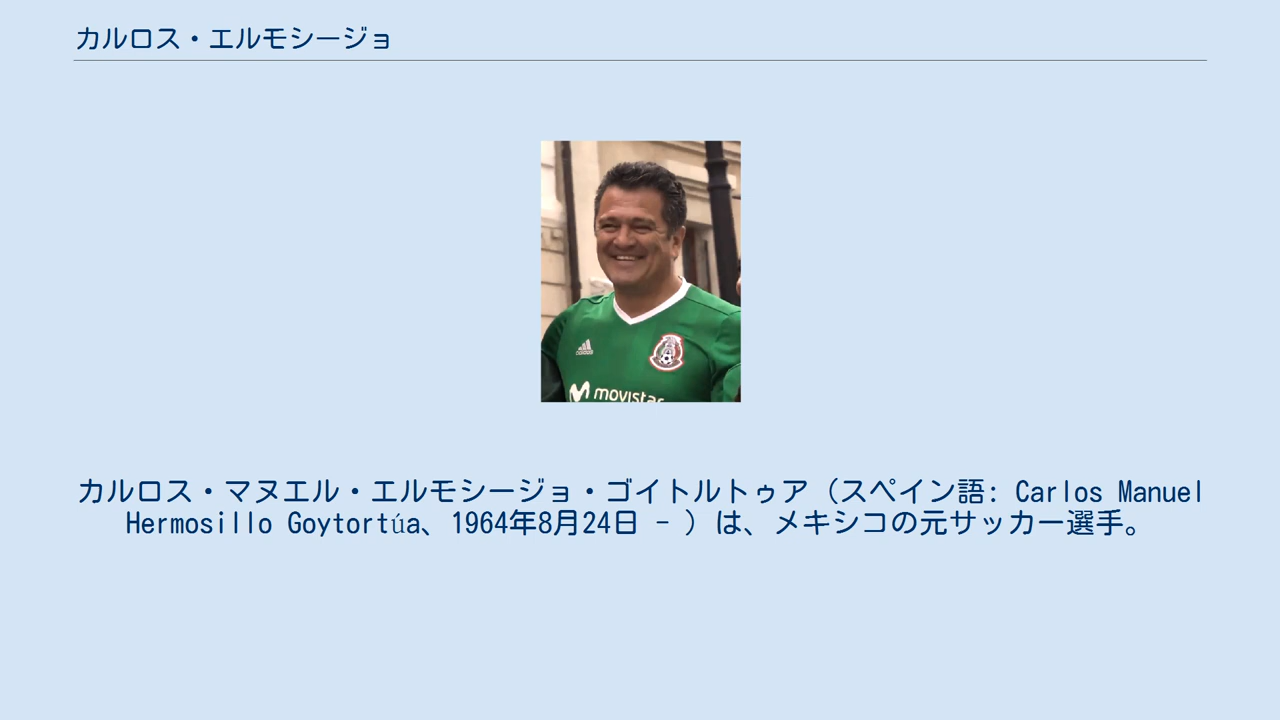 カルロス・エルモシージョ
movistar
カルロス・マヌエル・エルモシージョ・ゴイトルトゥア（スペイン語: Carlos Manuel
Hermosillo Goytortúa、1964年8月24日 - ）は、メキシコの元サッカー選手。